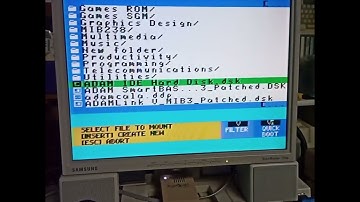 Games ROM/
Games SGM/
Graphics Design/
MIB238/
Multimedia/
Music/
New folder/
Productivity/
Programming/
Telecommunications/
Utilities/
ADAM IDE Hard Disk.dsk
ADAM SmartBAS...3_Patched.DSK
adamcalc.ddp
ADAMLink V_MIB3_Patched.dsk
SELECT FILE TO MOUNT
[INSERT] CREATE NEW
[ESC] ABORT
FILTER
QUICK
BOOT
SAMSUNG